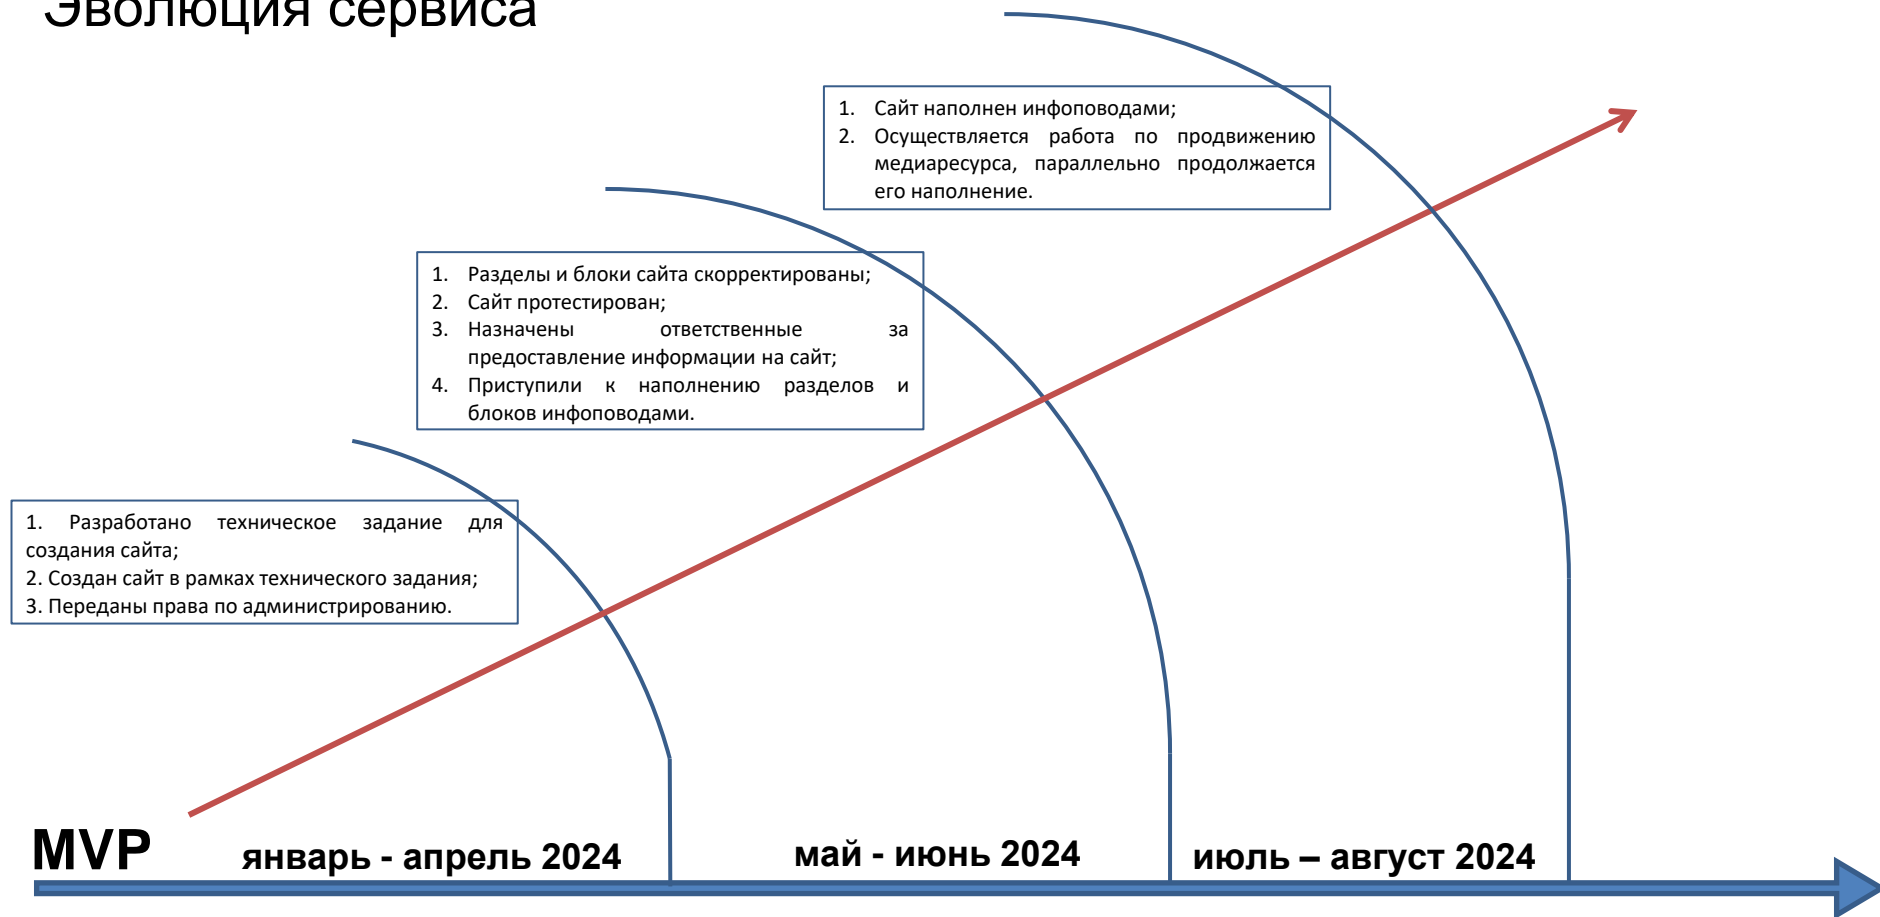 Эволюция сервиса
1. Сайт наполнен инфоповодами;
2. Осуществляется работа по продвижению
медиаресурса, параллельно продолжается
его наполнение.
1. Разделы и блоки сайта скорректированы;
2. Сайт протестирован;
3. Назначены ответственные за
предоставление информации на сайт;
4. Приступили к наполнению разделов и
блоков инфоповодами.
1. Разработано техническое задание для
создания сайта;
2. Создан сайт в рамках технического задания;
3. Переданы права по администрированию.
MVP
январь - апрель 2024
май - июнь 2024
июль – август 2024